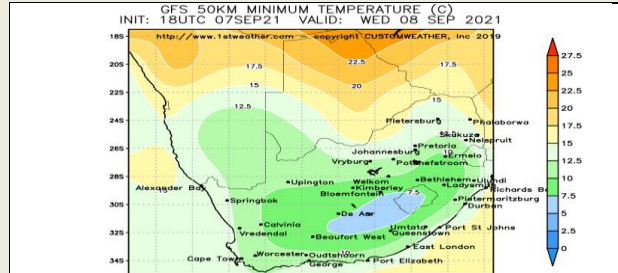 GFS 50KM MINIMUM TEMPERATURE (C)
INIT: 18UTC 07SEP21 VALID: WED 08 SEP 2021
http://www.1stweather.com - copyright CUSTOMWEATHER, Inc 2019
18S
20S
22S
24S
26S
28S
30S
32S
34S
17.5
22.5
17.5
15
20
15
12.5
Pietersburg
Phalaborwa
Skukuza
Nelspruit
Pretoria
Johannesburg
10
Ermelo
Vryburg
Potchefstroom
Welkom
Bethlehem
Ulundi
Upington
Kimberley
Ladysmith
Alexander Bay
15
Bloemfontein
7.5
Richards B
Springbok
Pietermaritzburg
Durban
De Aar
Calvinia
Umtata
Port St Johns
Vredendal
Beaufort West
Queenstown
East London
Worcester
Oudtshoorn
10
Cape Town
George
Port Elizabeth
27.5
25
22.5
20
17.5
15
12.5
10
7.5
5
2.5
0